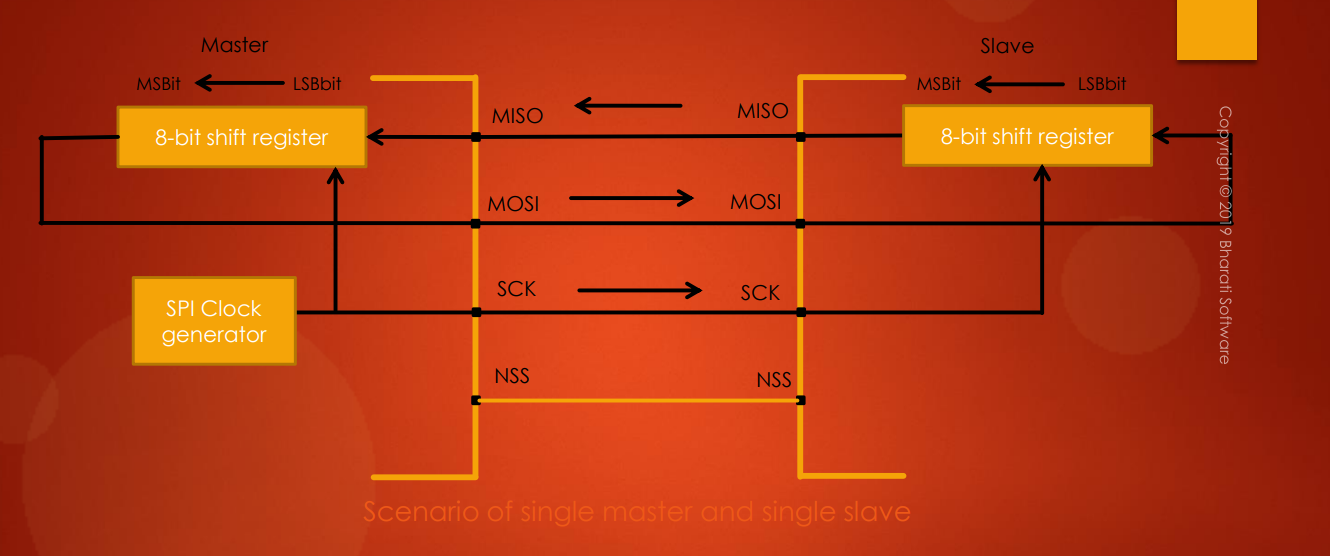 Master
Slave
MSBit
LSBbit
MSBit
LSBbit
8-bit shift register
MISO
MISO
8-bit shift register
MOSI
MOSI
SPI Clock
generator
SCK
SCK
NSS
NSS
Scenario of single master and single slave
Copyright © 2019 Bharati Software